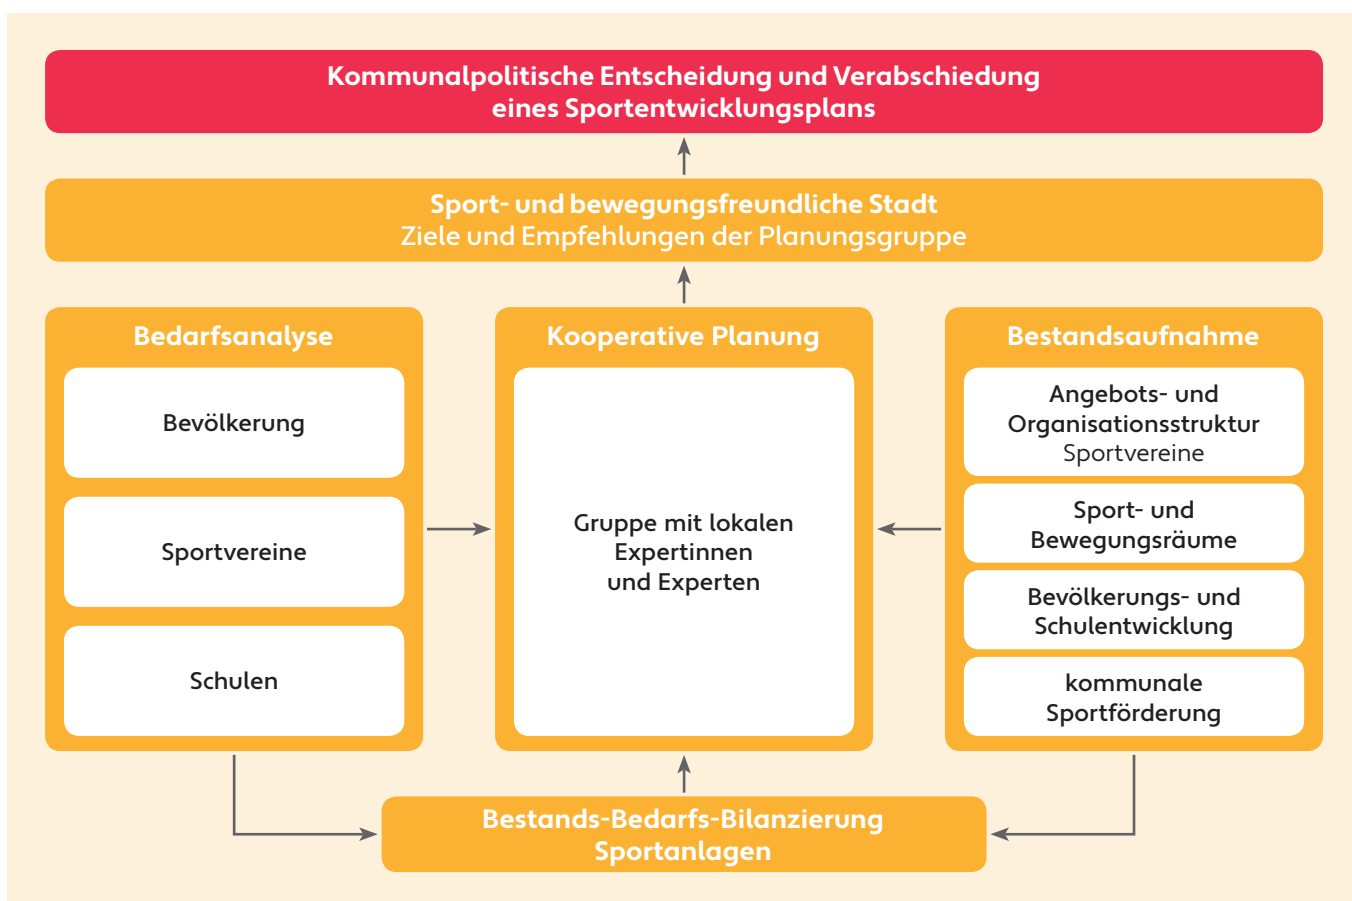 Kommunalpolitische Entscheidung und Verabschiedung
eines Sportentwicklungsplans
Sport- und bewegungsfreundliche Stadt
Ziele und Empfehlungen der Planungsgruppe
Bedarfsanalyse
Bevölkerung
Sportvereine
Schulen
Kooperative Planung
Gruppe mit lokalen
Expertinnen
und Experten
Bestandsaufnahme
Angebots- und
Organisationsstruktur
Sportvereine
Sport- und
Bewegungsräume
Bevölkerungs- und
Schulentwicklung
kommunale
Sportförderung
Bestands-Bedarfs-Bilanzierung
Sportanlagen